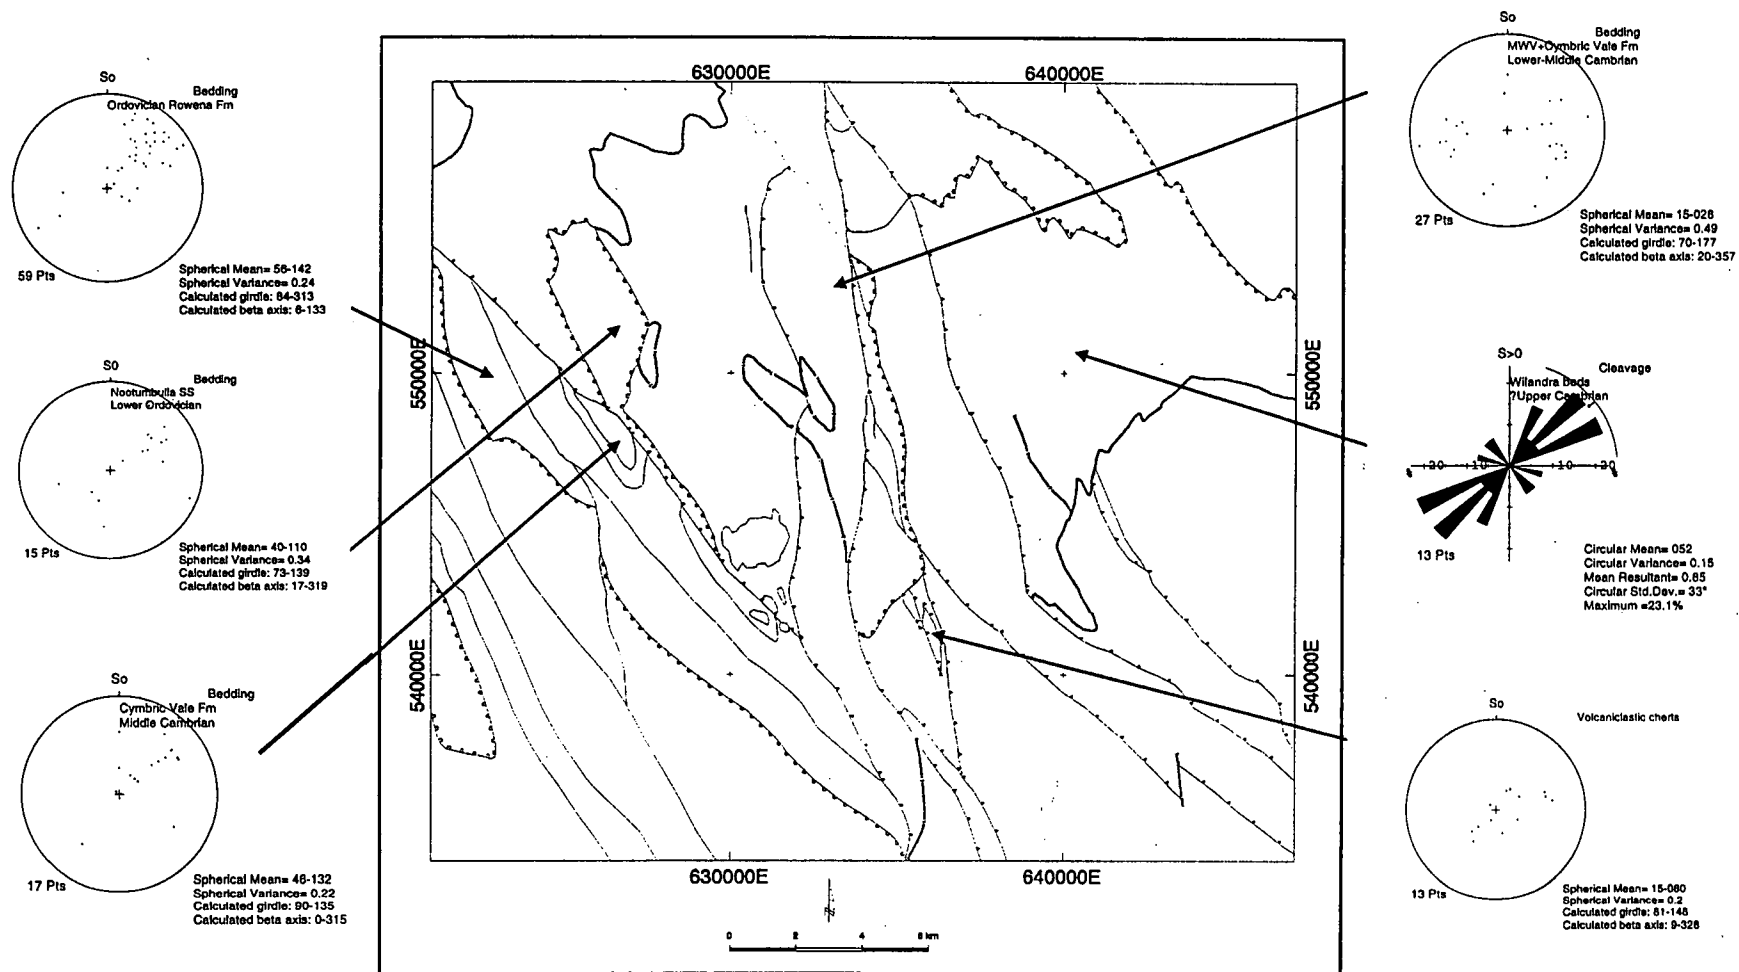 So
Bedding
Ordovician Rowena Fm
59 Pts
Spherical Mean= 56-142
Spherical Variance= 0.24
Calculated girdle: 84-313
Calculated beta axis: 6-133
S0
Bedding
Nootumbulla SS
Lower Ordovician
15 Pts
Spherical Mean= 40-110
Spherical Variance= 0.34
Calculated girdle: 73-139
Calculated beta axis: 17-319
So
Bedding
Cymbric Vale Fm
Middle Cambrian
17 Pts
Spherical Mean= 46-132
Spherical Variance= 0.22
Calculated girdle: 90-135
Calculated beta axis: 0-315
630000E
640000E
550000E
550000E
540000E
540000E
630000E
640000E
0 2 4 6 km
So
Bedding
MWV+Cymbric Vale Fm
Lower-Middle Cambrian
27 Pts
Spherical Mean= 15-028
Spherical Variance= 0.49
Calculated girdle: 70-177
Calculated beta axis: 20-357
S>0
Cleavage
Wilandra beds
?Upper Cambrian
20 10 10 20
13 Pts
Circular Mean= 052
Circular Variance= 0.15
Mean Resultant= 0.85
Circular Std.Dev.= 33°
Maximum =23.1%
So
Volcaniclastic cherts
13 Pts
Spherical Mean= 15-060
Spherical Variance= 0.2
Calculated girdle: 81-148
Calculated beta axis: 9-328